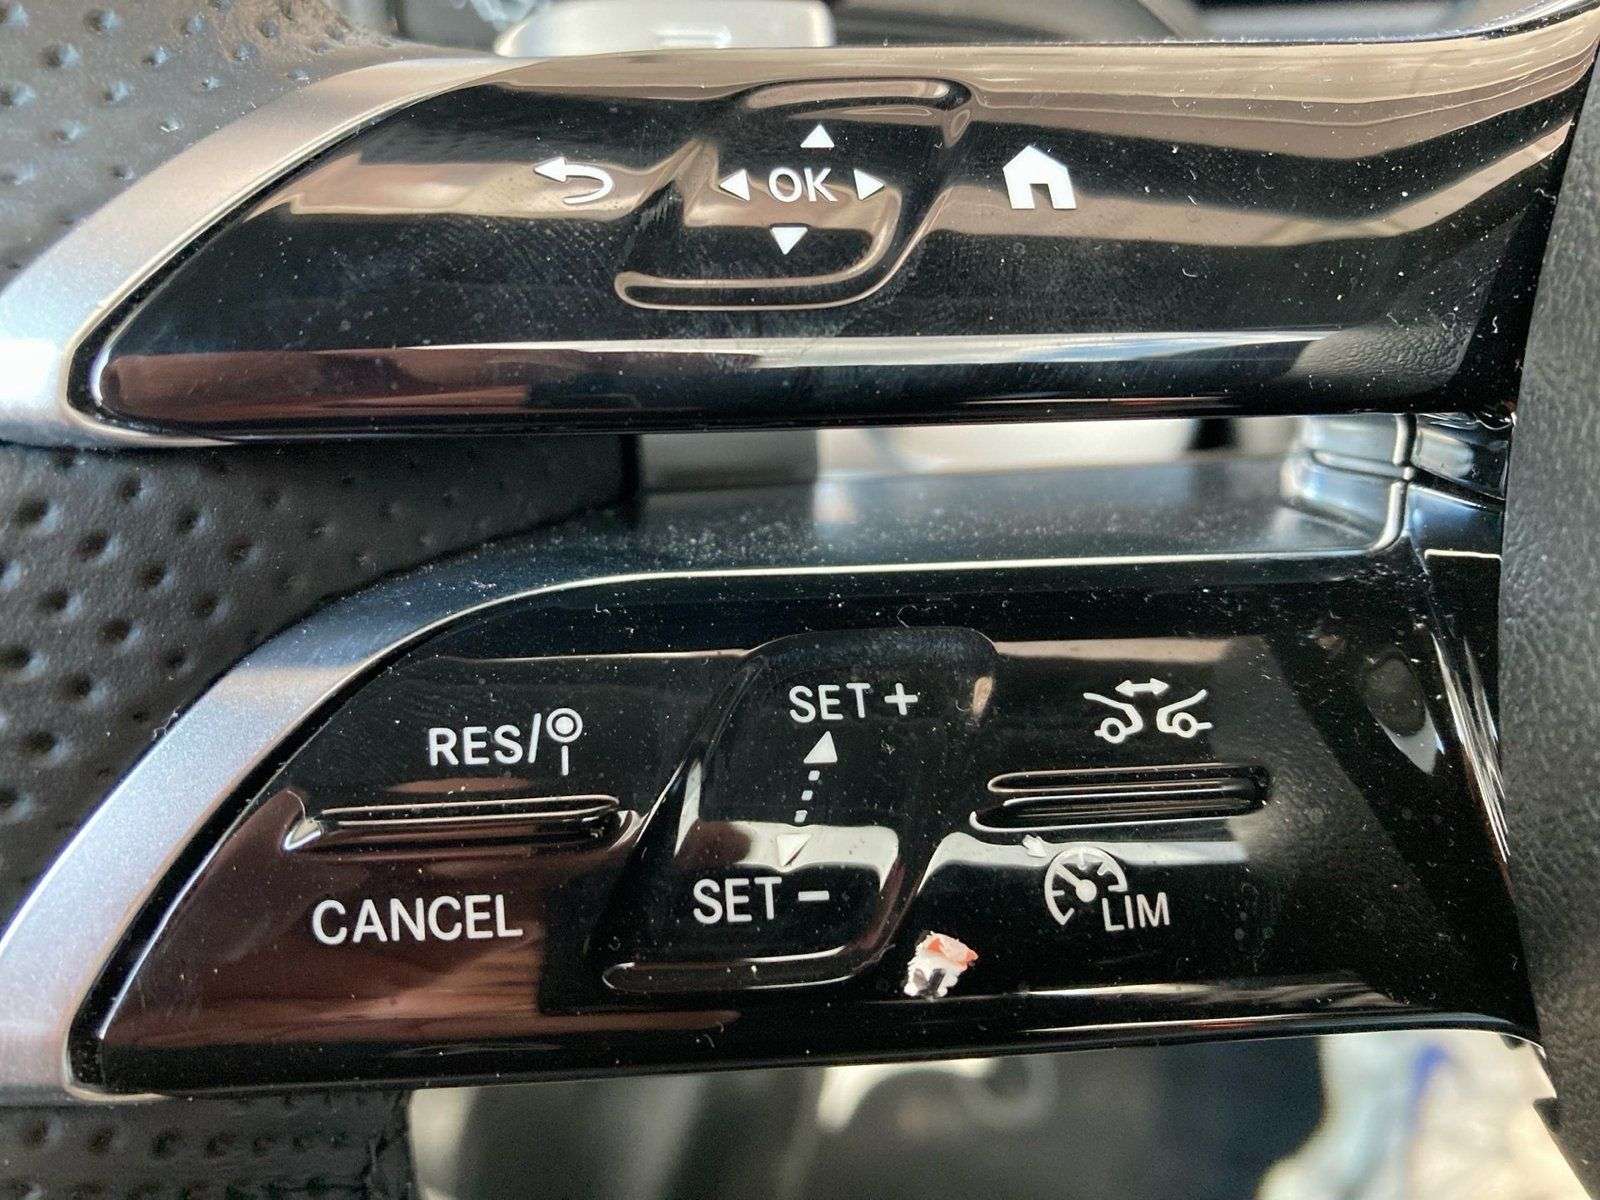 OK
SET +
RES/
SET -
CANCEL
LIM